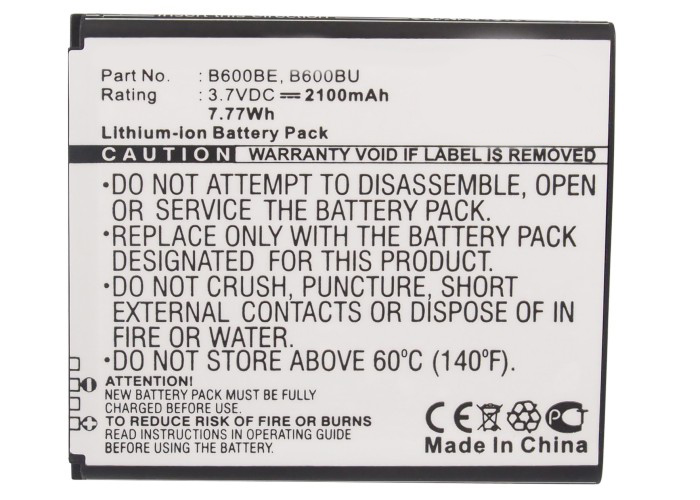 Part No. : B600BE, B600BU
Rating : 3.7VDC ⎓ 2100mAh
7.77Wh
Lithium-ion Battery Pack
CAUTION WARRANTY VOID IF LABEL IS REMOVED
·DO NOT ATTEMPT TO DISASSEMBLE, OPEN
OR SERVICE THE BATTERY PACK.
·REPLACE ONLY WITH THE BATTERY PACK
DESIGNATED FOR THIS PRODUCT.
·DO NOT CRUSH, PUNCTURE, SHORT
EXTERNAL CONTACTS OR DISPOSE OF IN
FIRE OR WATER.
·DO NOT STORE ABOVE 60°C (140°F).
ATTENTION!
NEW BATTERY PACK MUST BE FULLY
CHARGED BEFORE USE.
TO REDUCE RISK OF FIRE OR BURNS
READ INSTRUCTIONS IN OPERATING MANUAL
BEFORE USING THE BATTERY PACK.
CE
Made In China